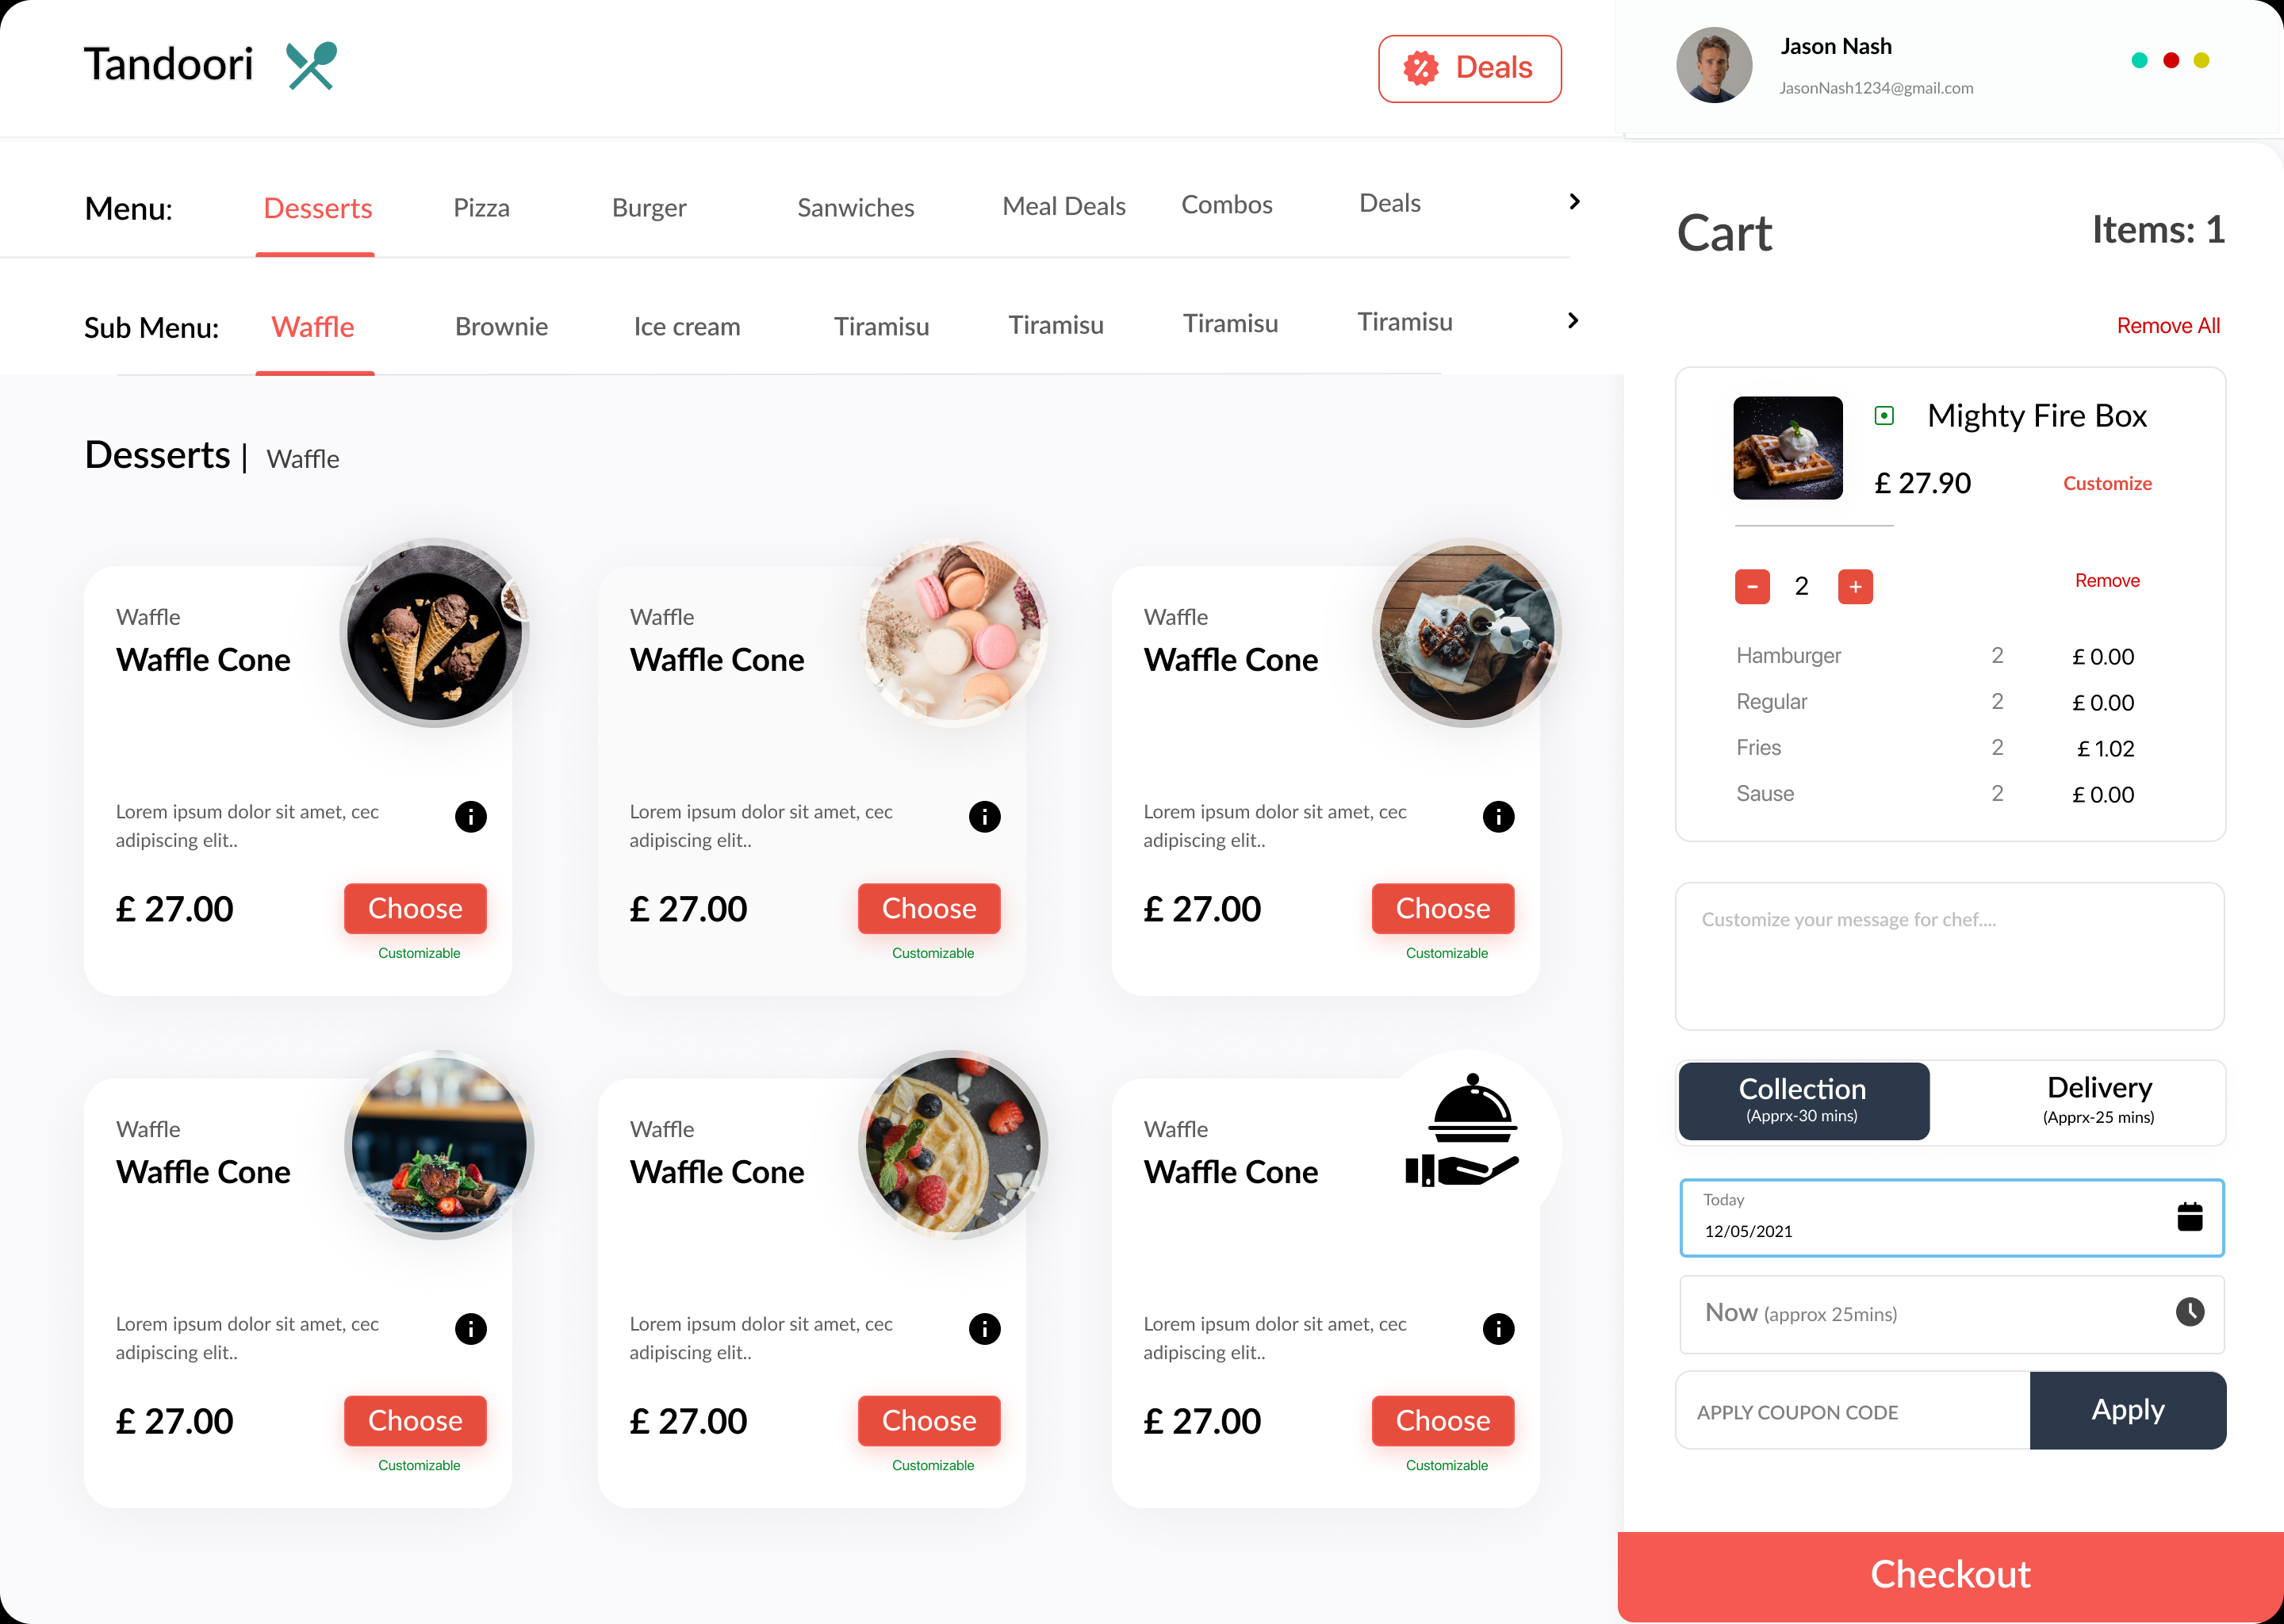 Tandoori
Deals
Jason Nash
JasonNash1234@gmail.com
Menu: Desserts Pizza Burger Sanwiches Meal Deals Combos Deals
Sub Menu: Waffle Brownie Ice cream Tiramisu Tiramisu Tiramisu Tiramisu
Desserts | Waffle
Waffle
Waffle Cone
Lorem ipsum dolor sit amet, cec
adipiscing elit..
£ 27.00
Choose
Customizable
Waffle
Waffle Cone
Lorem ipsum dolor sit amet, cec
adipiscing elit..
£ 27.00
Choose
Customizable
Waffle
Waffle Cone
Lorem ipsum dolor sit amet, cec
adipiscing elit..
£ 27.00
Choose
Customizable
Waffle
Waffle Cone
Lorem ipsum dolor sit amet, cec
adipiscing elit..
£ 27.00
Choose
Customizable
Waffle
Waffle Cone
Lorem ipsum dolor sit amet, cec
adipiscing elit..
£ 27.00
Choose
Customizable
Waffle
Waffle Cone
Lorem ipsum dolor sit amet, cec
adipiscing elit..
£ 27.00
Choose
Customizable
Cart
Items: 1
Remove All
Mighty Fire Box
£ 27.90 Customize
- 2 + Remove
Hamburger 2 £ 0.00
Regular 2 £ 0.00
Fries 2 £ 1.02
Sause 2 £ 0.00
Customize your message for chef....
Collection
(Apprx-30 mins)
Delivery
(Apprx-25 mins)
Today
12/05/2021
Now (approx 25mins)
APPLY COUPON CODE
Apply
Checkout